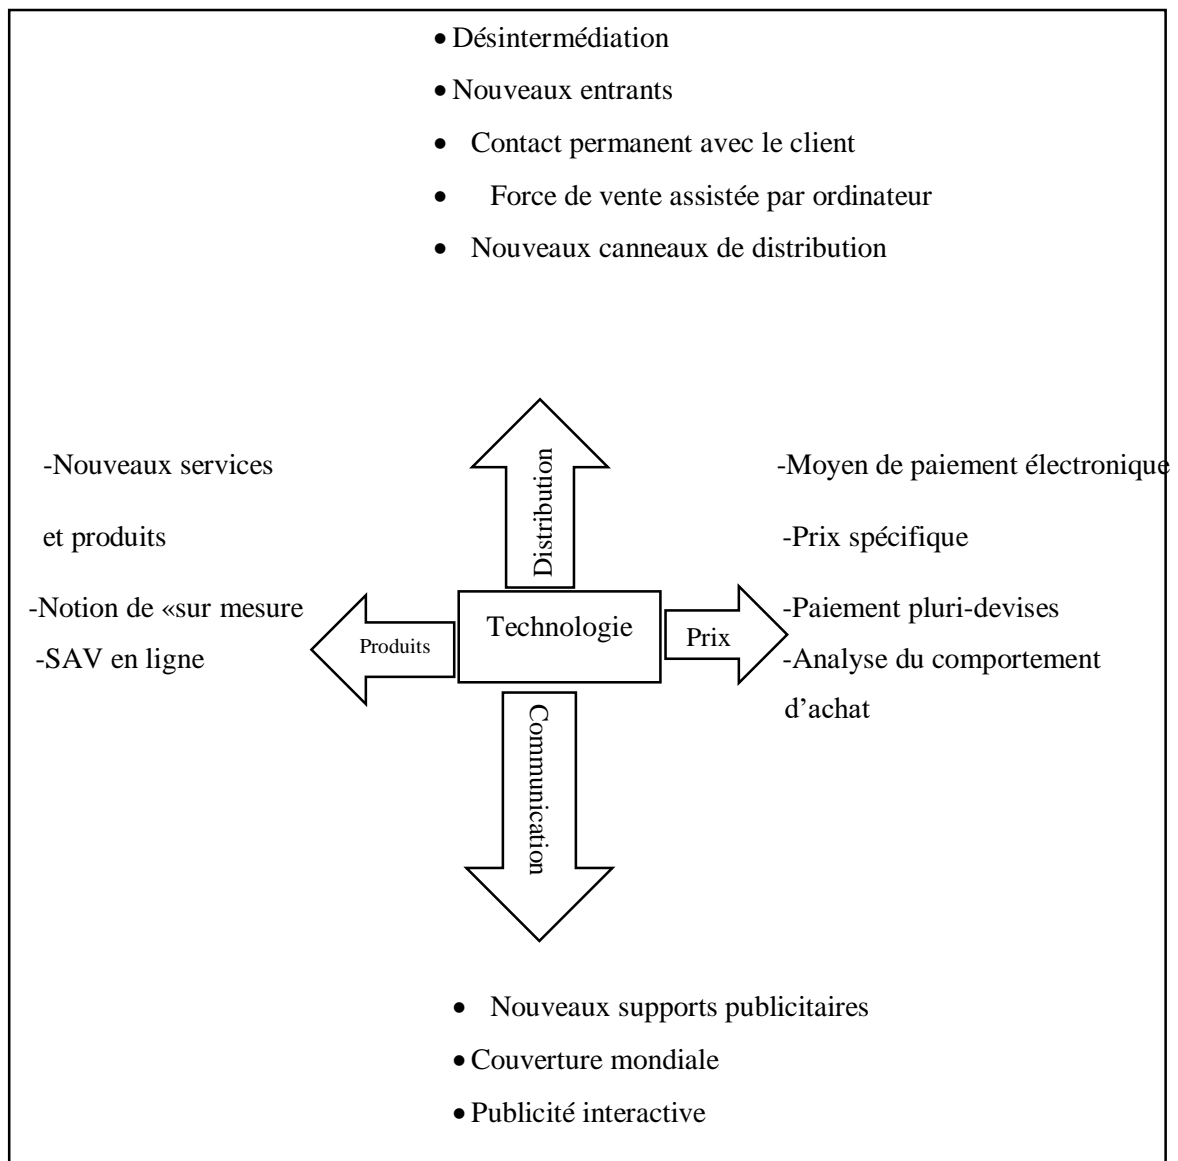 • Désintermédiation
• Nouveaux entrants
• Contact permanent avec le client
• Force de vente assistée par ordinateur
• Nouveaux canneaux de distribution
Distribution
-Nouveaux services
et produits
-Notion de «sur mesure
-SAV en ligne
Produits
Technologie
Prix
-Moyen de paiement électronique
-Prix spécifique
-Paiement pluri-devises
-Analyse du comportement
d’achat
Communication
• Nouveaux supports publicitaires
• Couverture mondiale
• Publicité interactive